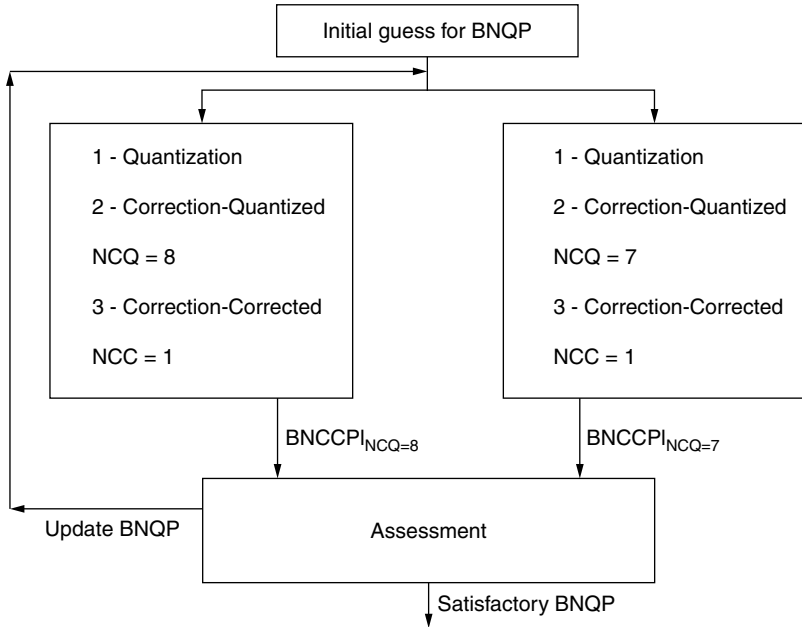 Initial guess for BNQP
1 - Quantization
2 - Correction-Quantized
NCQ = 8
3 - Correction-Corrected
NCC = 1
1 - Quantization
2 - Correction-Quantized
NCQ = 7
3 - Correction-Corrected
NCC = 1
BNCCPI_NCQ=8
BNCCPI_NCQ=7
Update BNQP
Assessment
Satisfactory BNQP